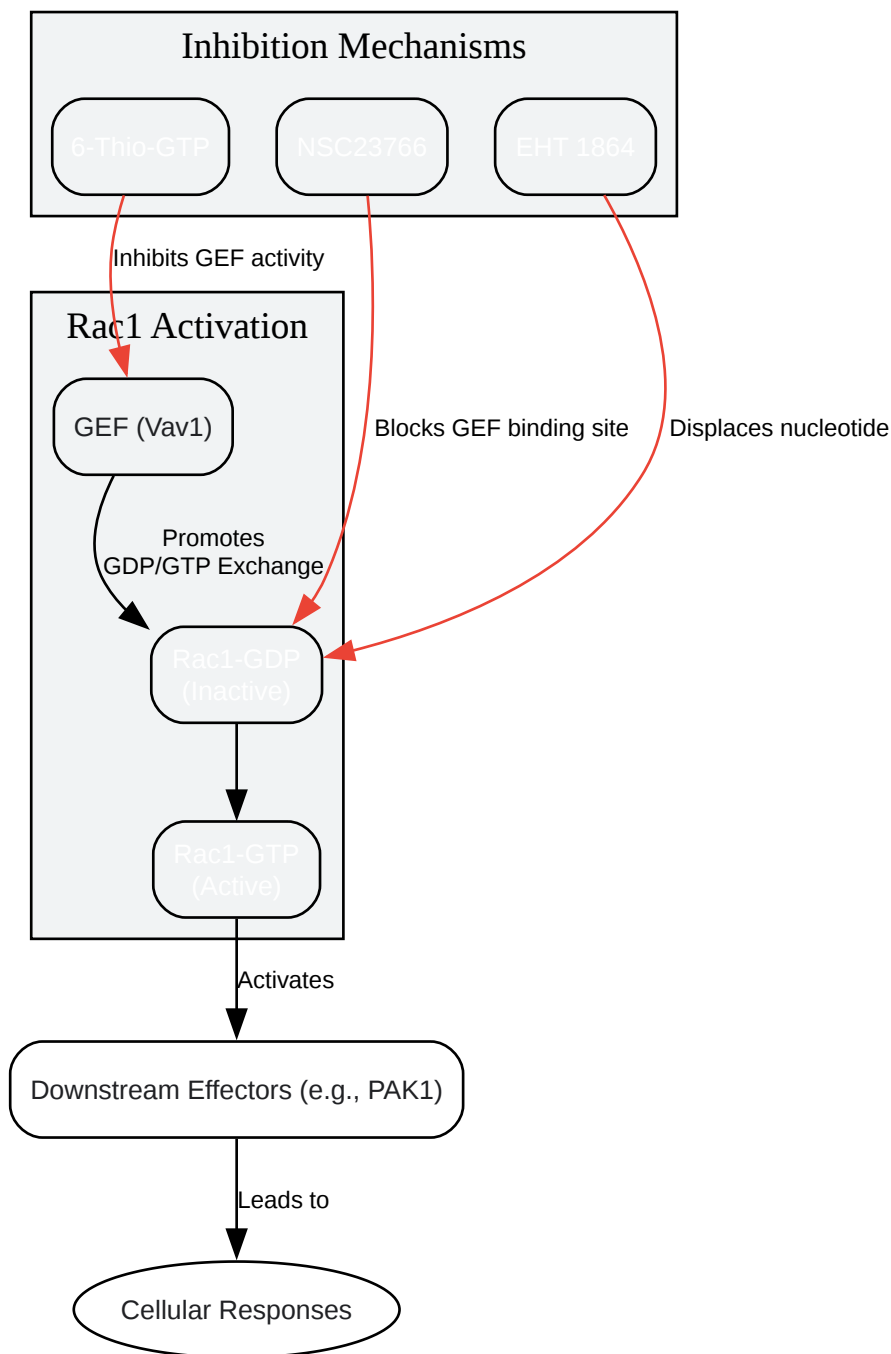 Inhibition Mechanisms
6-Thio-GTP
NSC23766
EHT 1864
Inhibits GEF activity
Rac1 Activation
GEF (Vav1)
Blocks GEF binding site
Displaces nucleotide
Promotes
GDP/GTP Exchange
Rac1-GDP
(Inactive)
Rac1-GTP
(Active)
Activates
Downstream Effectors (e.g., PAK1)
Leads to
Cellular Responses